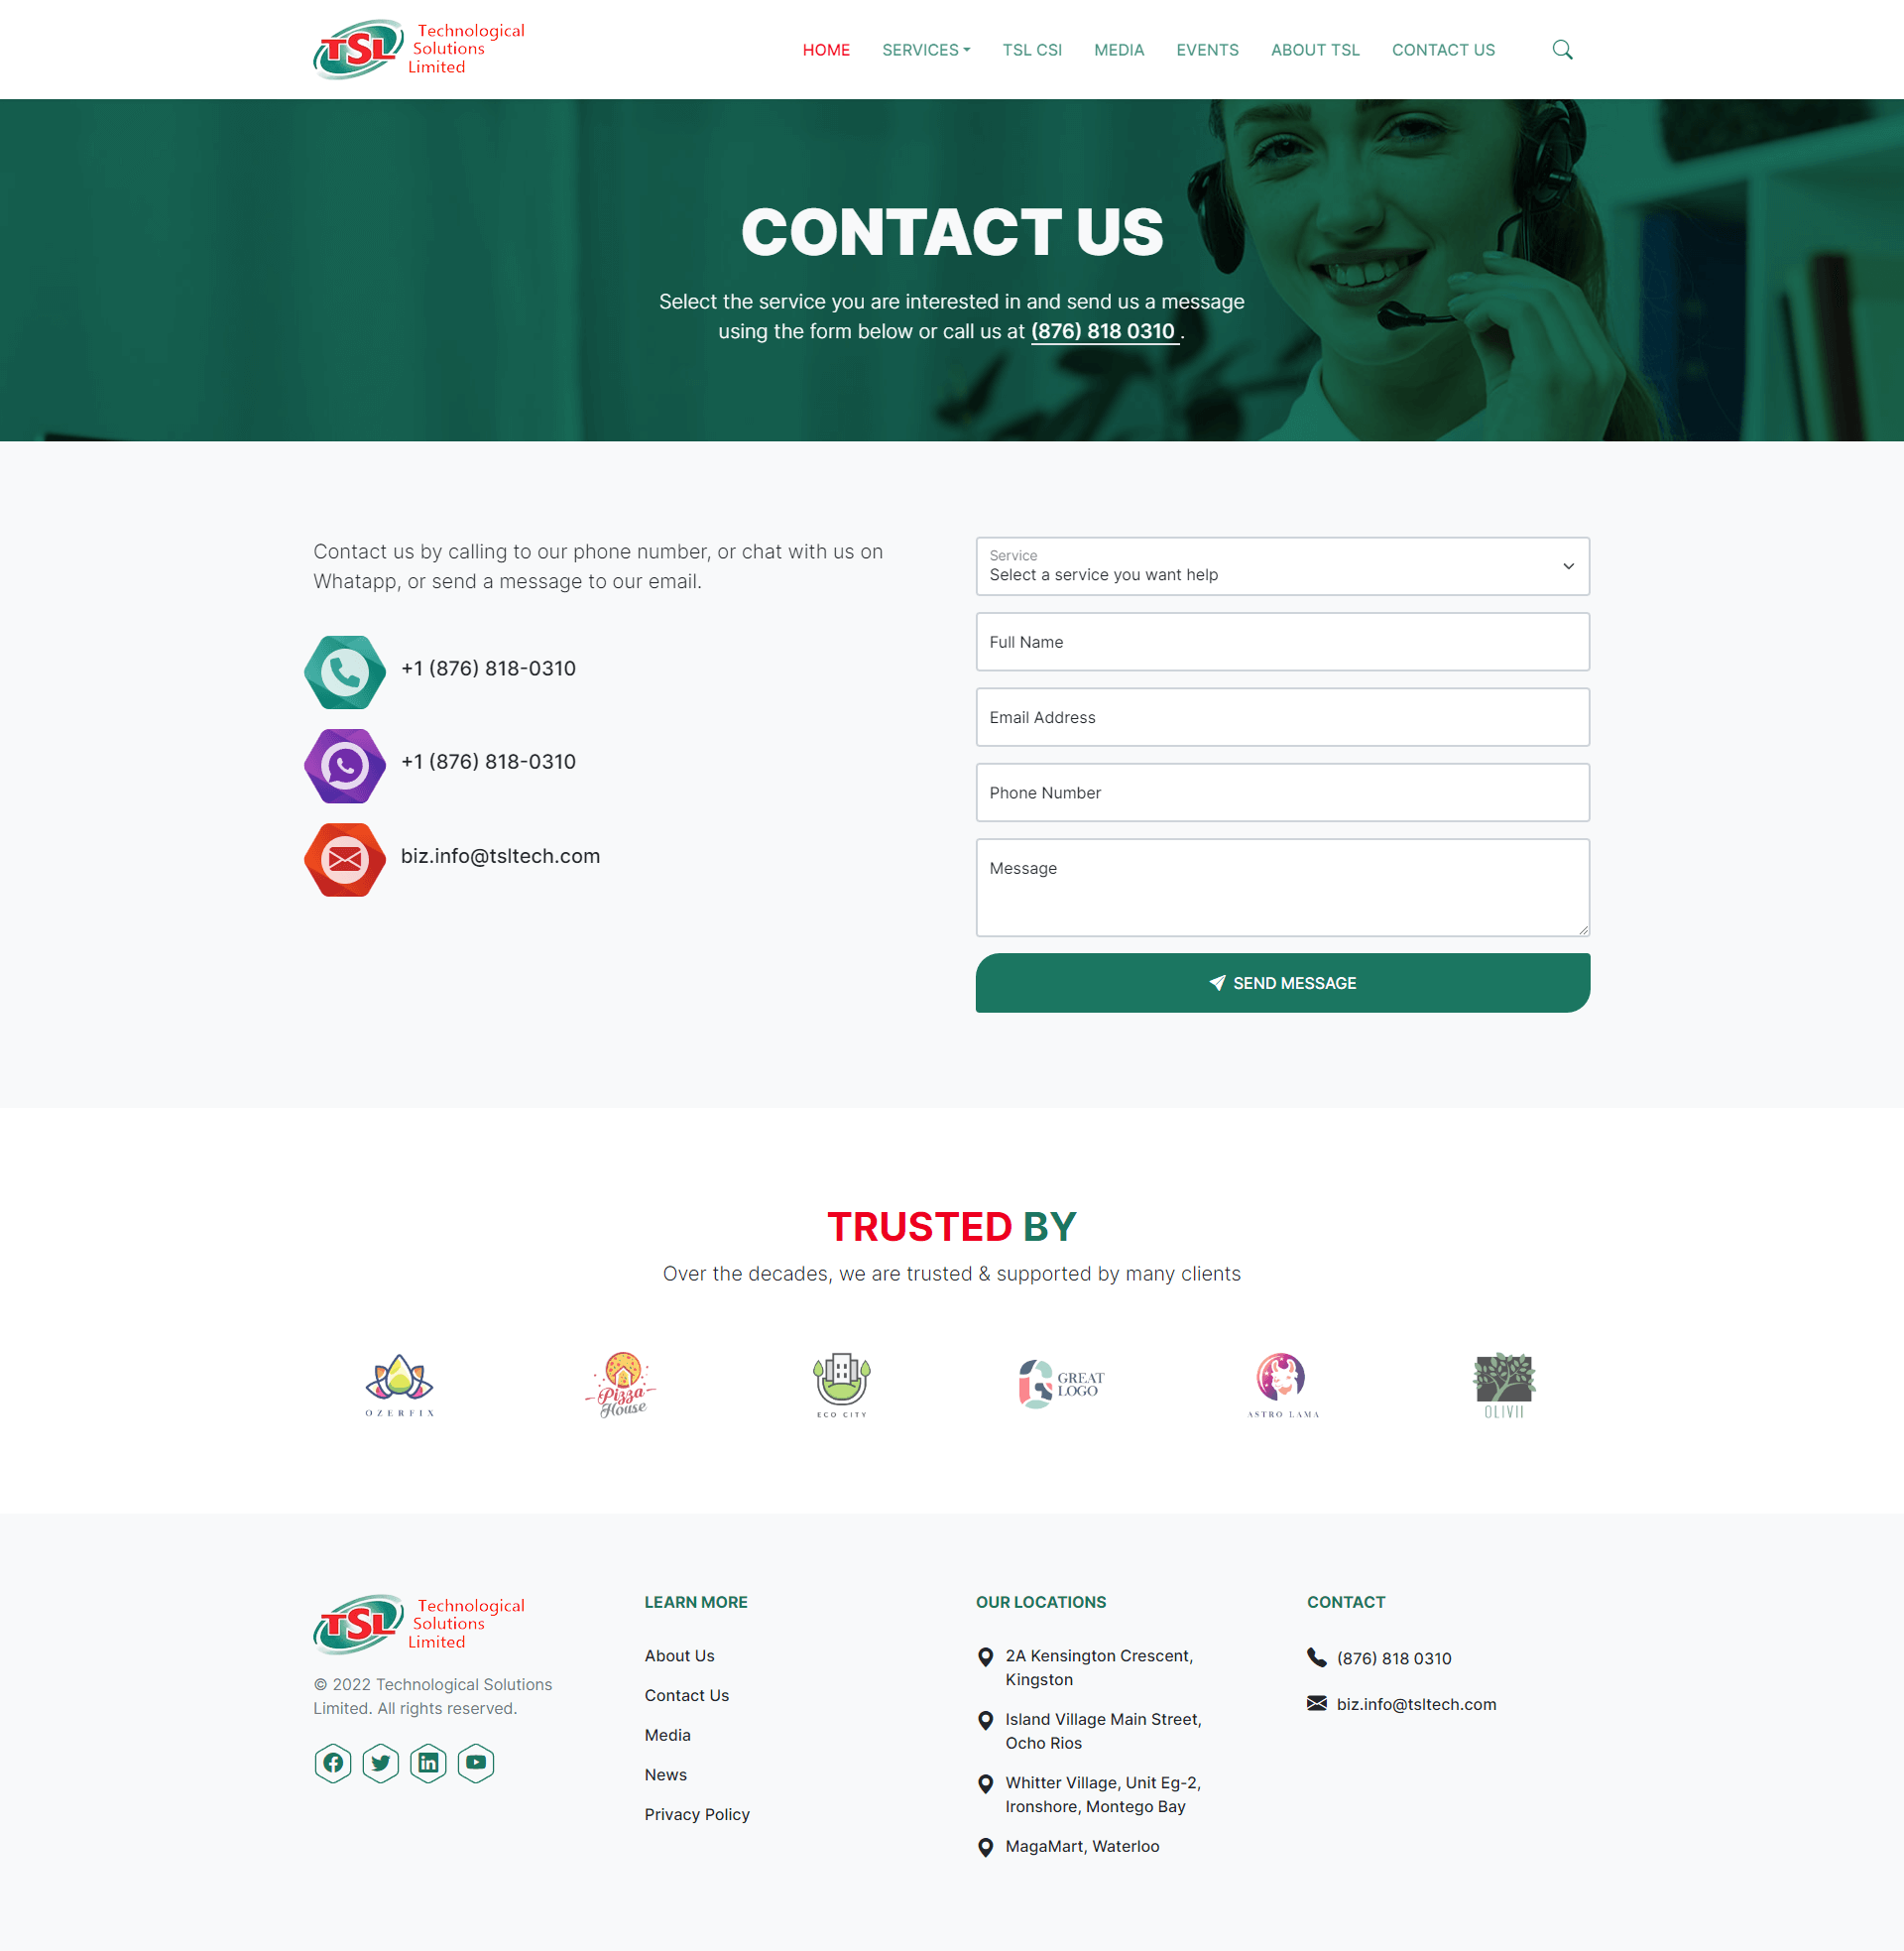 TSL Technological
Solutions
Limited
HOME SERVICES TSL CSI MEDIA EVENTS ABOUT TSL CONTACT US
CONTACT US
Select the service you are interested in and send us a message
using the form below or call us at (876) 818 0310 .
Contact us by calling to our phone number, or chat with us on
Whatapp, or send a message to our email.
+1 (876) 818-0310
+1 (876) 818-0310
biz.info@tsltech.com
Service
Select a service you want help
Full Name
Email Address
Phone Number
Message
SEND MESSAGE
TRUSTED BY
Over the decades, we are trusted & supported by many clients
OZERFIX
Pizza
House
ECO CITY
GREAT
LOGO
ASTRO LAMA
OLIVII
TSL Technological
Solutions
Limited
© 2022 Technological Solutions
Limited. All rights reserved.
LEARN MORE
About Us
Contact Us
Media
News
Privacy Policy
OUR LOCATIONS
2A Kensington Crescent,
Kingston
Island Village Main Street,
Ocho Rios
Whitter Village, Unit Eg-2,
Ironshore, Montego Bay
MagaMart, Waterloo
CONTACT
(876) 818 0310
biz.info@tsltech.com